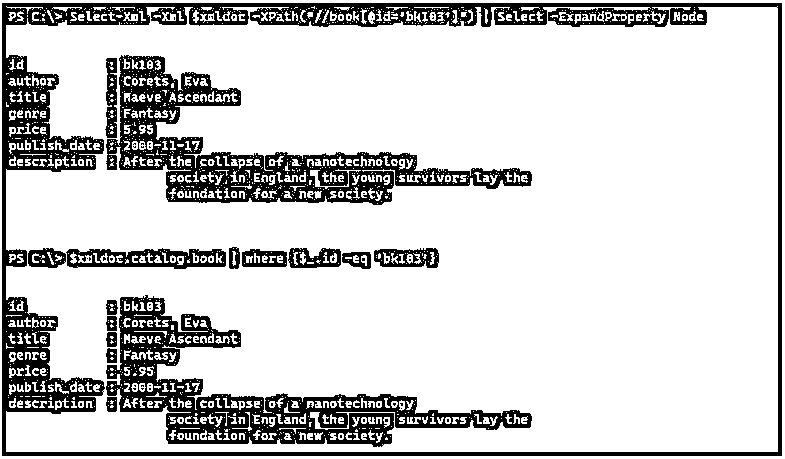 PS C:\> Select-Xml -Xml $xmldoc -XPath("//book[@id='bk103']") | Select -ExpandProperty Node
id : bk103
author : Corets, Eva
title : Maeve Ascendant
genre : Fantasy
price : 5.95
publish_date : 2000-11-17
description : After the collapse of a nanotechnology
society in England, the young survivors lay the
foundation for a new society.
PS C:\> $xmldoc.catalog.book | where {$_.id -eq 'bk103'}
id : bk103
author : Corets, Eva
title : Maeve Ascendant
genre : Fantasy
price : 5.95
publish_date : 2000-11-17
description : After the collapse of a nanotechnology
society in England, the young survivors lay the
foundation for a new society.